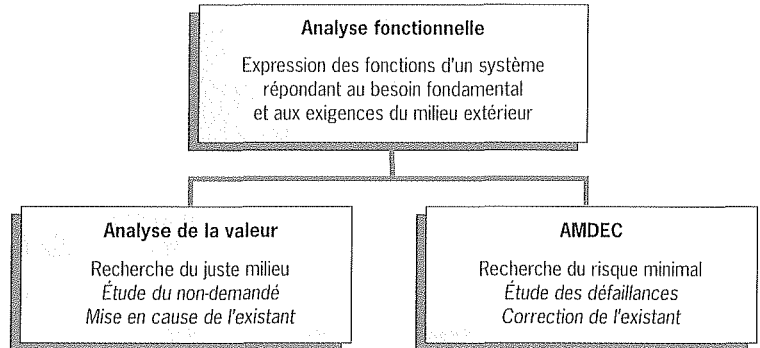 Analyse fonctionnelle
Expression des fonctions d'un système
répondant au besoin fondamental
et aux exigences du milieu extérieur
Analyse de la valeur
Recherche du juste milieu
Étude du non-demandé
Mise en cause de l'existant
AMDEC
Recherche du risque minimal
Étude des défaillances
Correction de l'existant